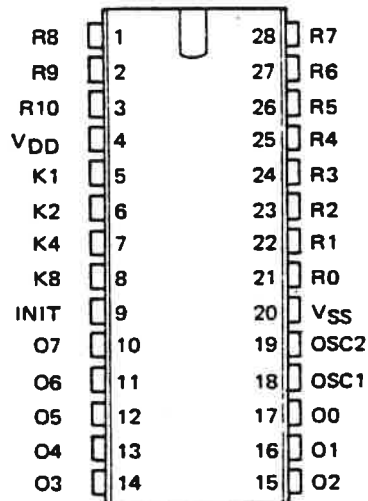 R8 1 28 R7
R9 2 27 R6
R10 3 26 R5
VDD 4 25 R4
K1 5 24 R3
K2 6 23 R2
K4 7 22 R1
K8 8 21 R0
INIT 9 20 VSS
O7 10 19 OSC2
O6 11 18 OSC1
O5 12 17 O0
O4 13 16 O1
O3 14 15 O2